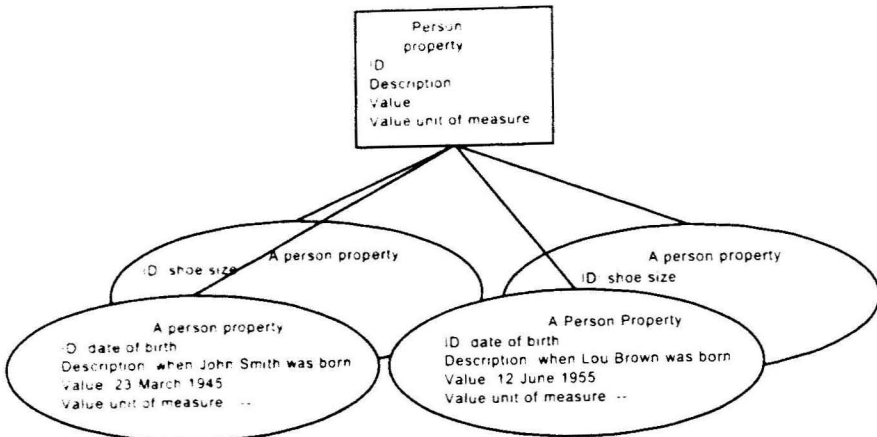 Person
property
ID
Description
Value
Value unit of measure
A person property
ID: shoe size
A person property
ID: shoe size
A person property
ID: date of birth
Description: when John Smith was born
Value: 23 March 1945
Value unit of measure --
A Person Property
ID: date of birth
Description: when Lou Brown was born
Value: 12 June 1955
Value unit of measure --